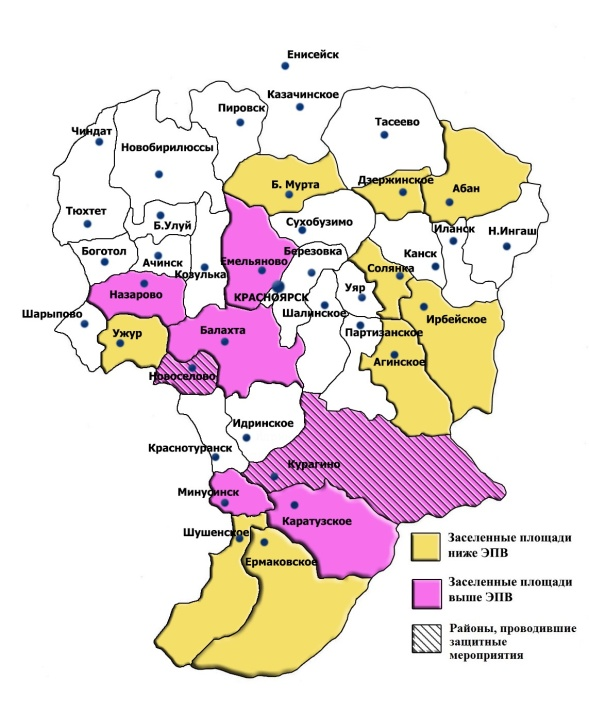 Енисейск
Казачинское
Пировск
Тасеево
Чиндат
Новобирилюссы
Б. Мурта
Дзержинское
Абан
Тюхтет
Б.Улуй
Сухобузимо
Иланск
Н.Ингаш
Боготол
Ачинск
Козулька
Емельяново
Березовка
Канск
Солянка
Назарово
КРАСНОЯРСК
Уяр
Шалинское
Шарыпово
Ужур
Балахта
Партизанское
Ирбейское
Агинское
Новоселово
Идринское
Краснотуранск
Курагино
Минусинск
Каратузское
Шушенское
Ермаковское
Заселенные площади
ниже ЭПВ
Заселенные площади
выше ЭПВ
Районы, проводившие
защитные
мероприятия